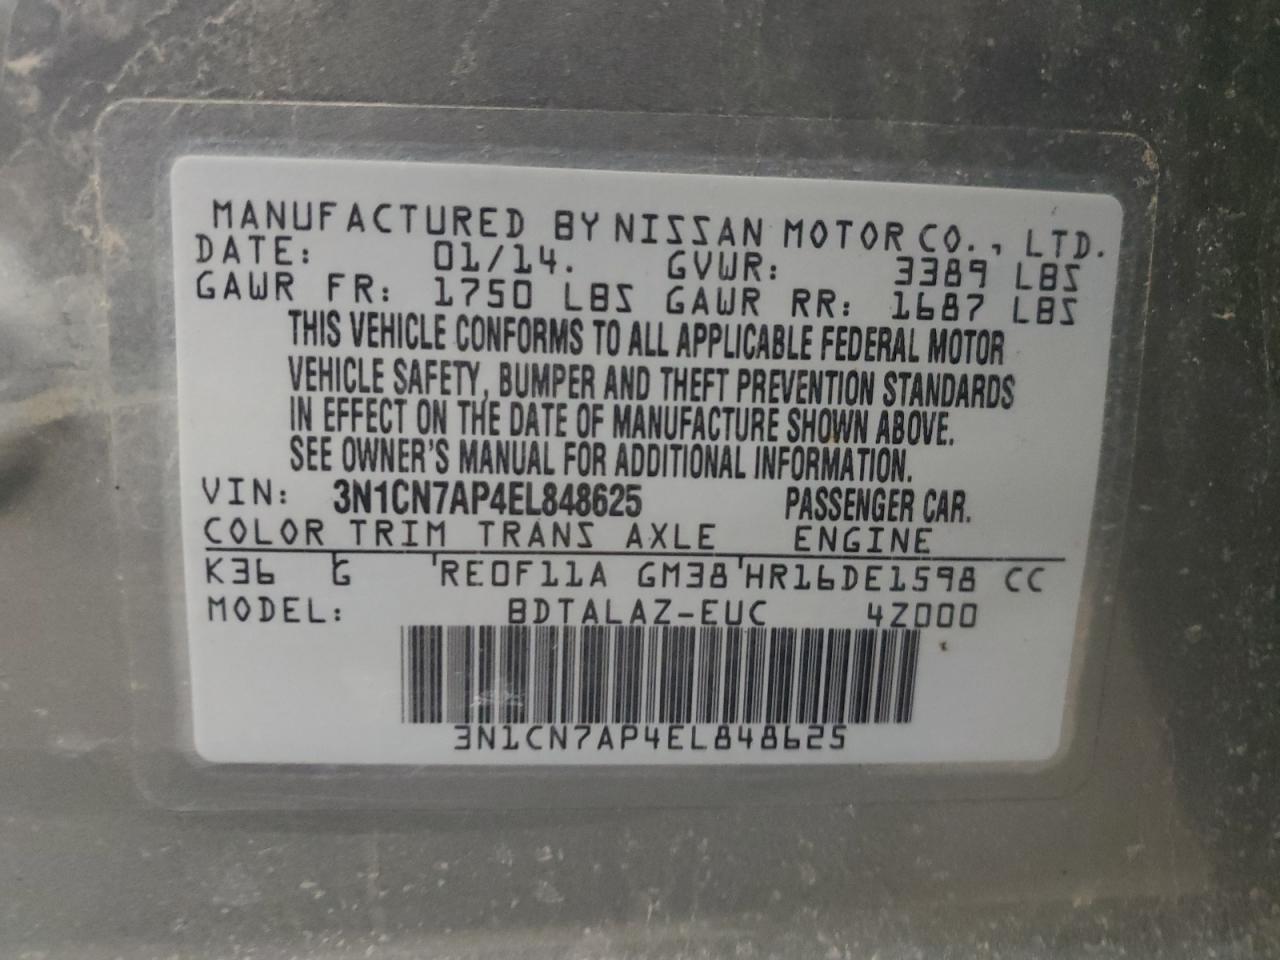 MANUFACTURED BY NISSAN MOTOR CO., LTD.
DATE: 01/14. GVWR: 3389 LBS
GAWR FR: 1750 LBS GAWR RR: 1687 LBS
THIS VEHICLE CONFORMS TO ALL APPLICABLE FEDERAL MOTOR
VEHICLE SAFETY, BUMPER AND THEFT PREVENTION STANDARDS
IN EFFECT ON THE DATE OF MANUFACTURE SHOWN ABOVE.
SEE OWNER'S MANUAL FOR ADDITIONAL INFORMATION.
VIN: 3N1CN7AP4EL848625 PASSENGER CAR.
COLOR TRIM TRANS AXLE ENGINE
K36 G 'RE0F11A GM38'HR16DE1598 CC
MODEL: BDTALAZ-EUC 4Z000
3N1CN7AP4EL848625